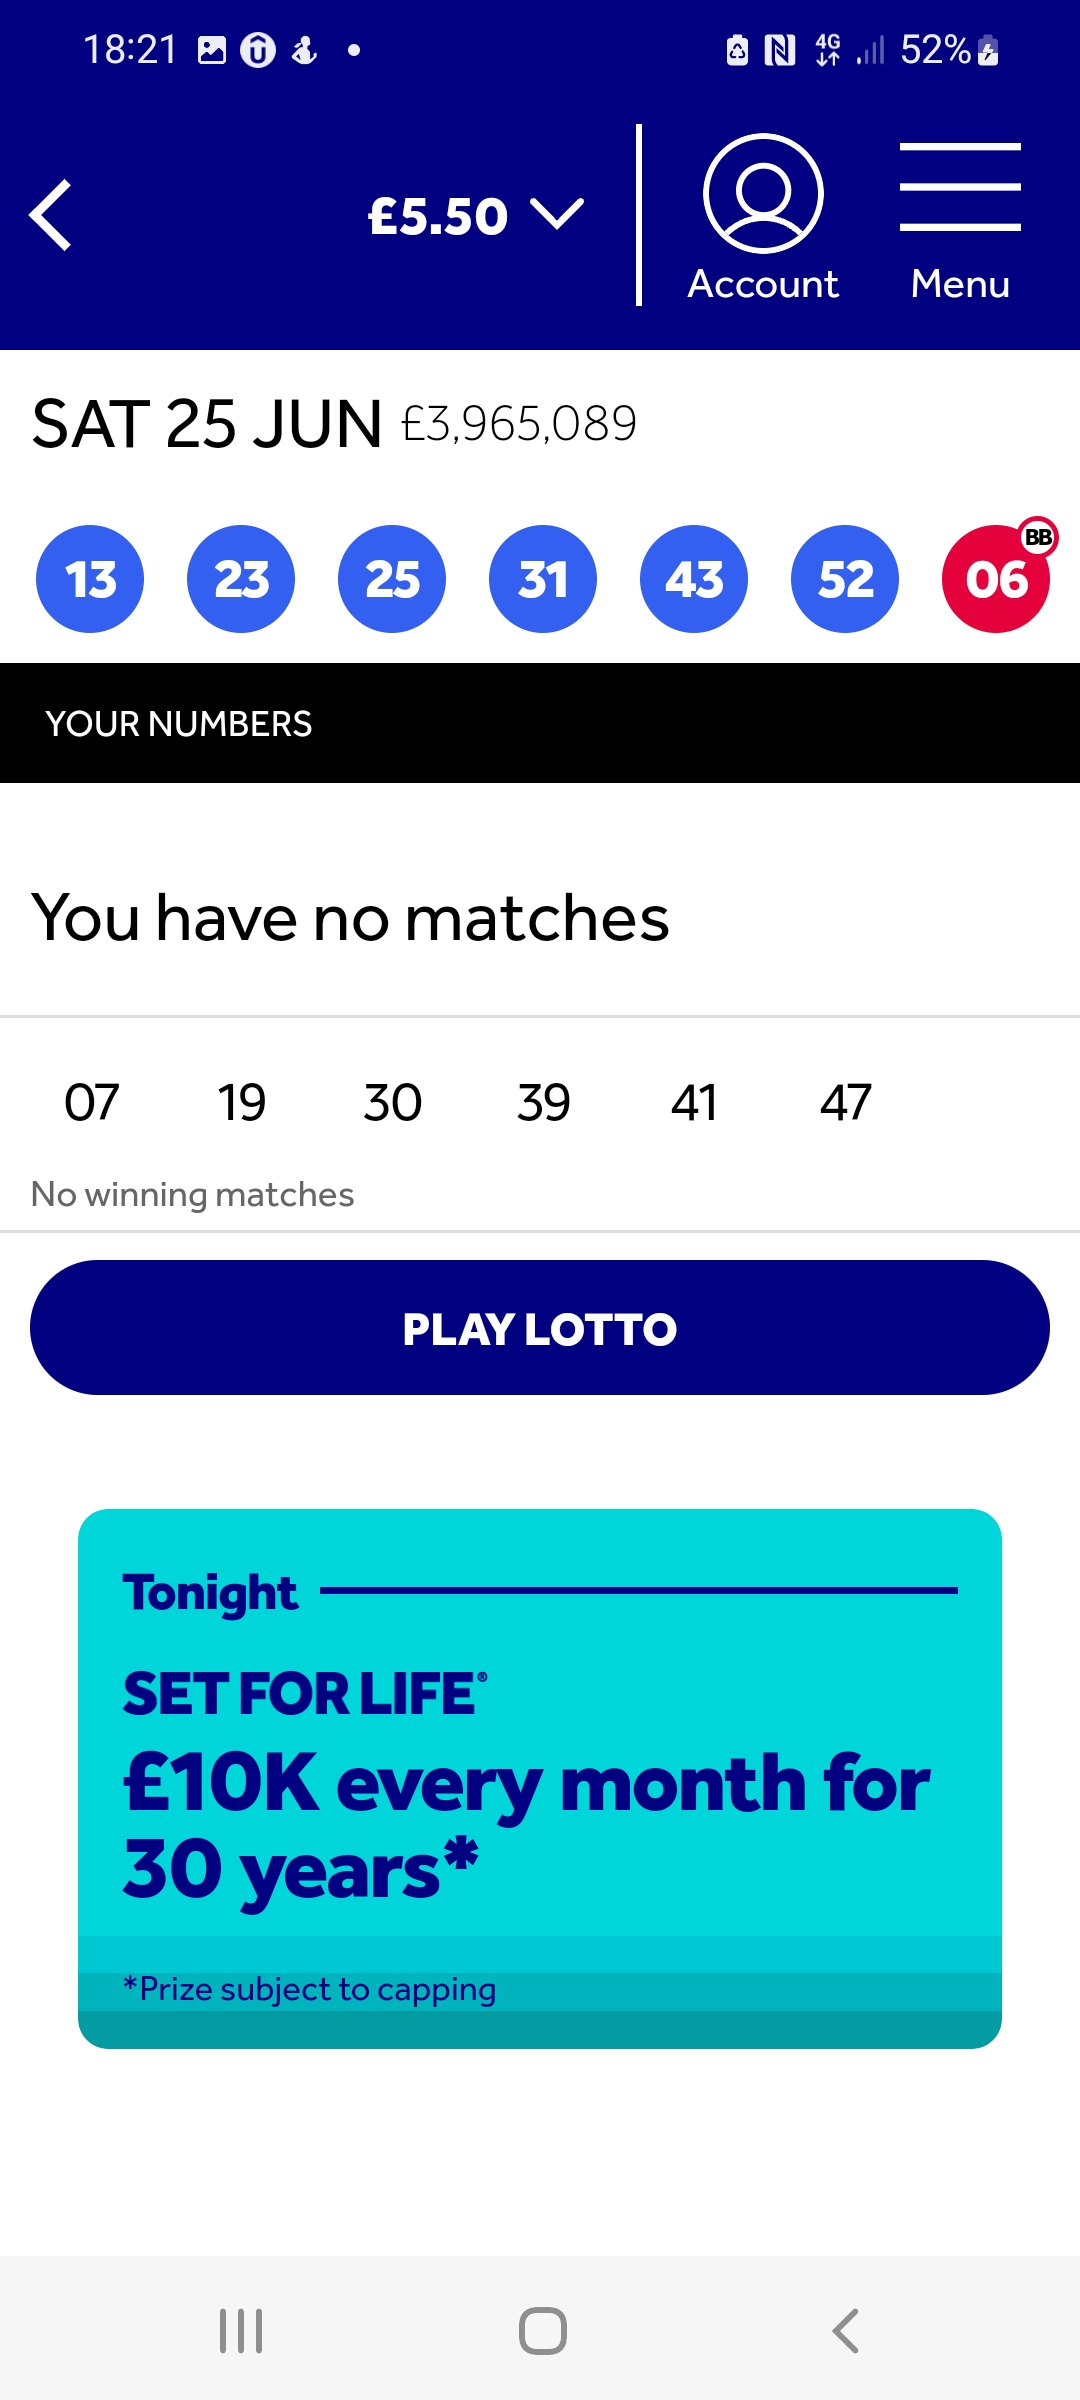 18:21 4G 52%
£5.50
Account Menu
SAT 25 JUN £3,965,089
13 23 25 31 43 52 06 BB
YOUR NUMBERS
You have no matches
07 19 30 39 41 47
No winning matches
PLAY LOTTO
Tonight
SET FOR LIFE®
£10K every month for
30 years*
*Prize subject to capping